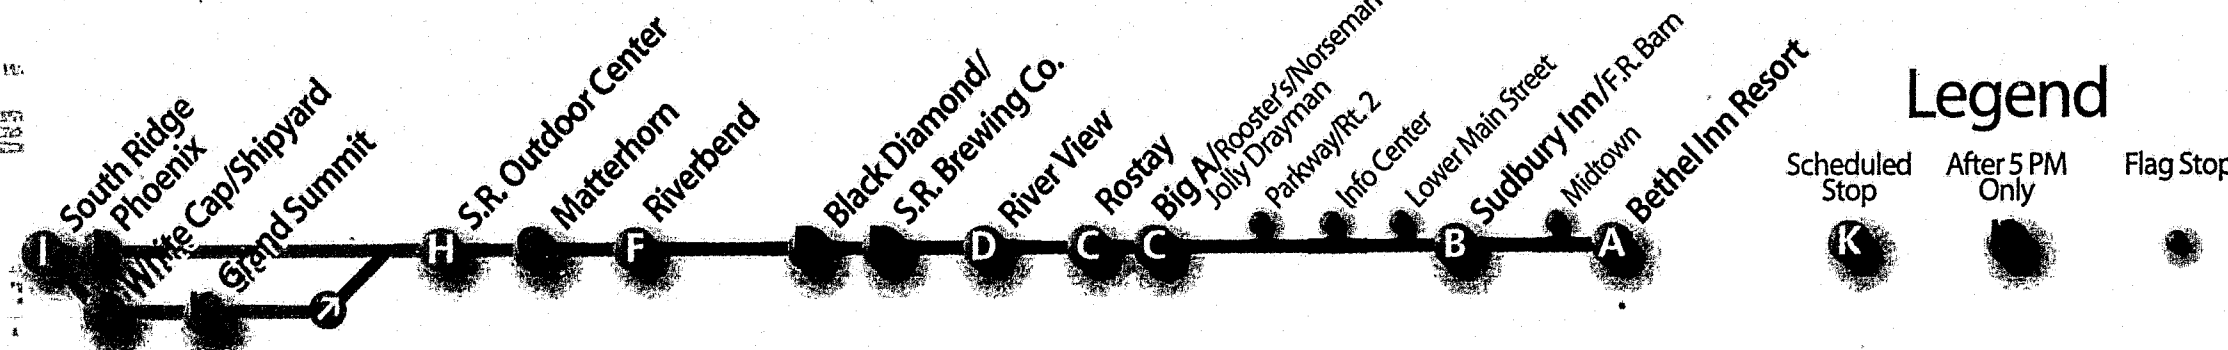 South Ridge
Phoenix
White Cap/Shipyard
Grand Summit
S.R. Outdoor Center
Matterhorn
Riverbend
Black Diamond/
S.R. Brewing Co.
River View
Rostay
Big A/Rooster's/Norseman
Jolly Drayman
Parkway/Rt. 2
Info Center
Lower Main Street
Sudbury Inn/F.R. Barn
Midtown
Bethel Inn Resort
I
H
F
D
C
C
B
A
Legend
Scheduled
Stop
After 5 PM
Only
Flag Stop
K